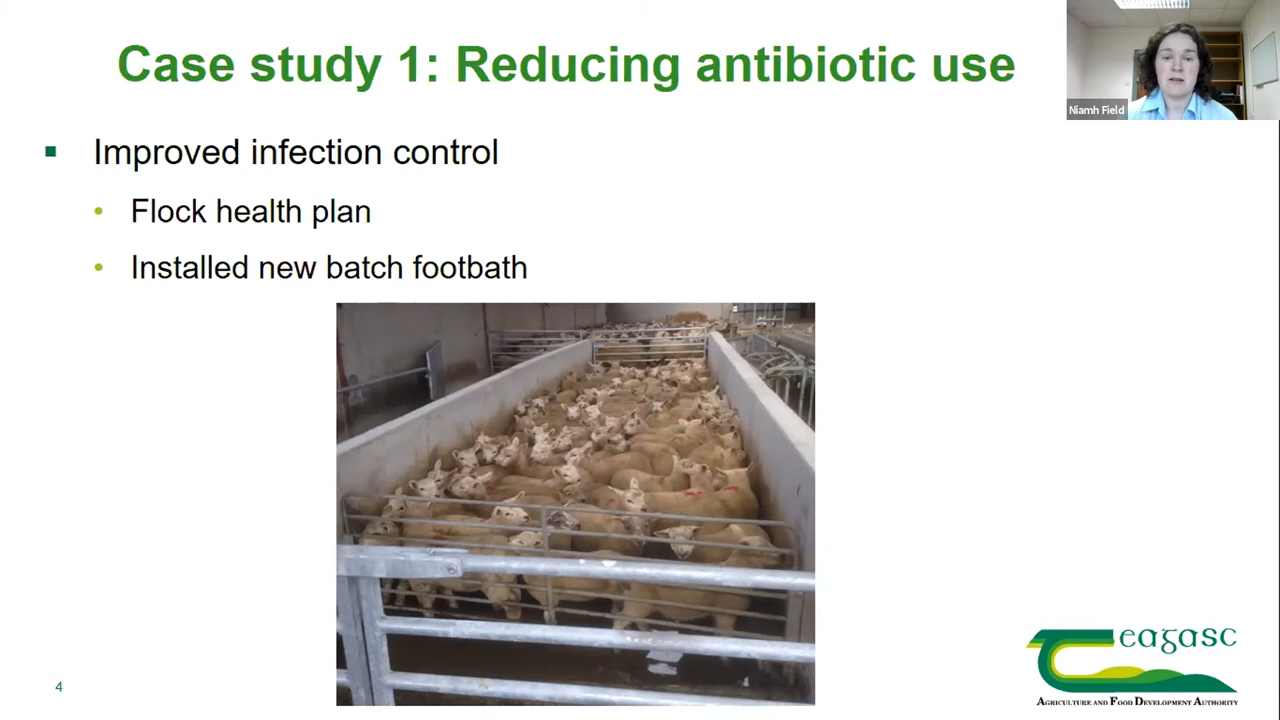 Case study 1: Reducing antibiotic use
Niamh Field
Improved infection control
Flock health plan
Installed new batch footbath
eagasc
AGRICULTURE AND FOOD DEVELOPMENT AUTHORITY
4